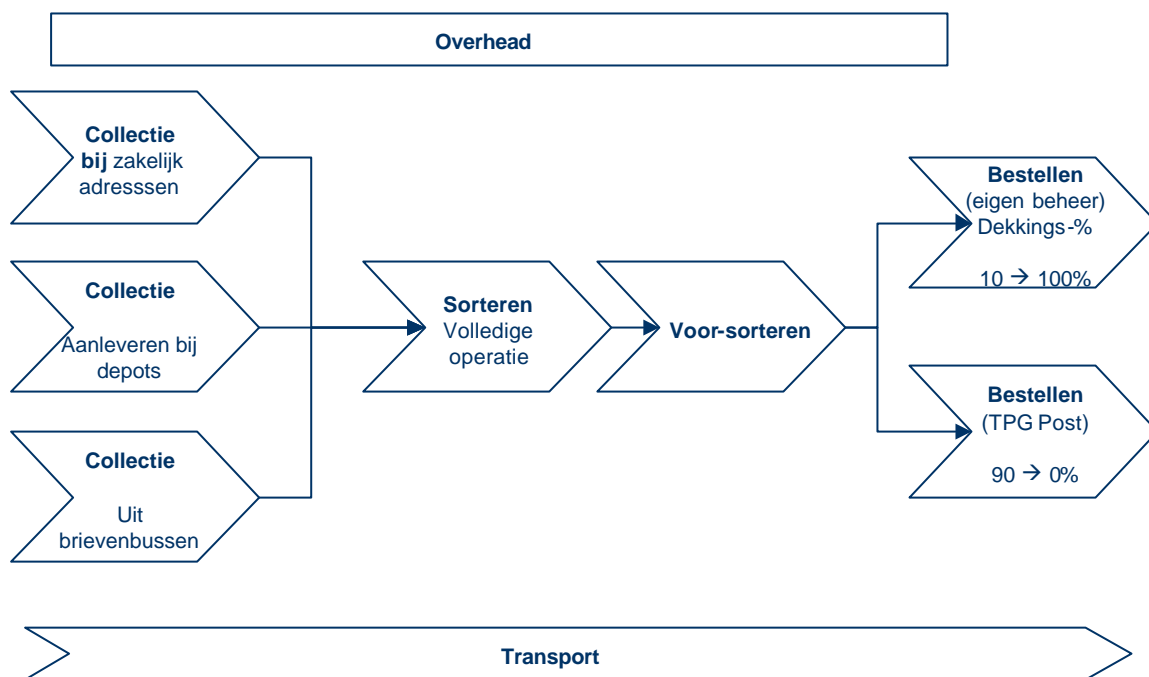 Overhead
Collectie
bij zakelijk
adresssen
Collectie
Aanleveren bij
depots
Collectie
Uit
brievenbussen
Sorteren
Volledige
operatie
Voor-sorteren
Bestellen
(eigen beheer)
Dekkings-%
10 → 100%
Bestellen
(TPG Post)
90 → 0%
Transport